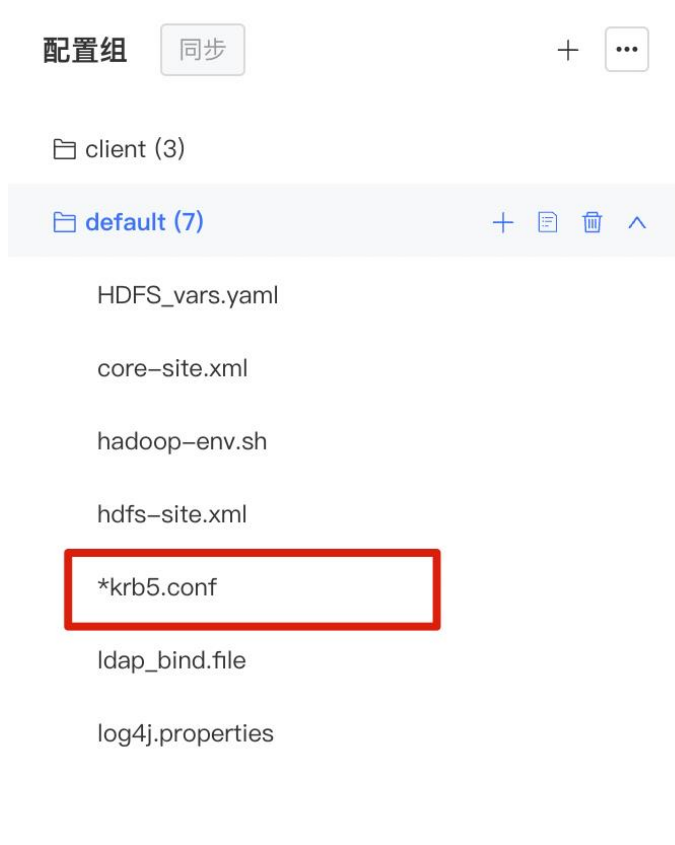 配置组 同步
client (3)
default (7)
HDFS_vars.yaml
core-site.xml
hadoop-env.sh
hdfs-site.xml
*krb5.conf
ldap_bind.file
log4j.properties